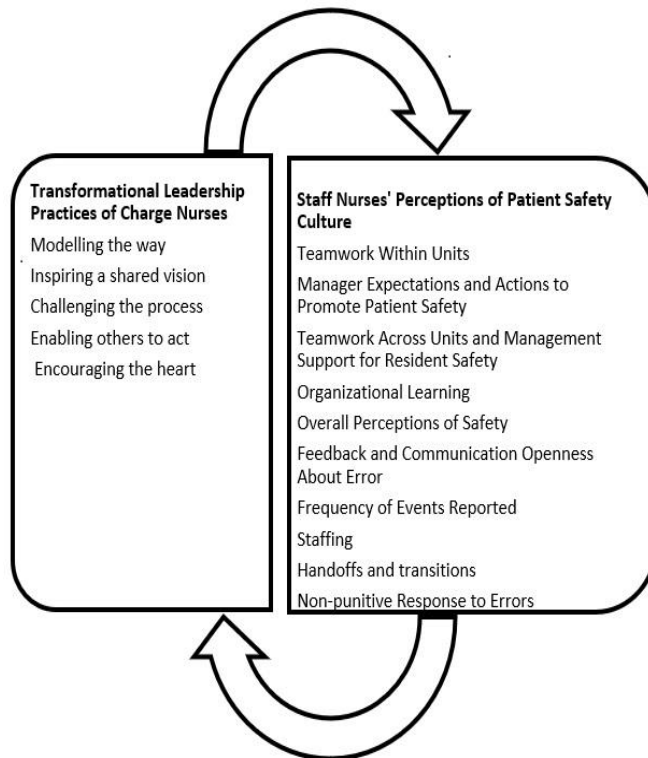 Transformational Leadership
Practices of Charge Nurses
Modelling the way
Inspiring a shared vision
Challenging the process
Enabling others to act
Encouraging the heart
Staff Nurses' Perceptions of Patient Safety
Culture
Teamwork Within Units
Manager Expectations and Actions to
Promote Patient Safety
Teamwork Across Units and Management
Support for Resident Safety
Organizational Learning
Overall Perceptions of Safety
Feedback and Communication Openness
About Error
Frequency of Events Reported
Staffing
Handoffs and transitions
Non-punitive Response to Errors